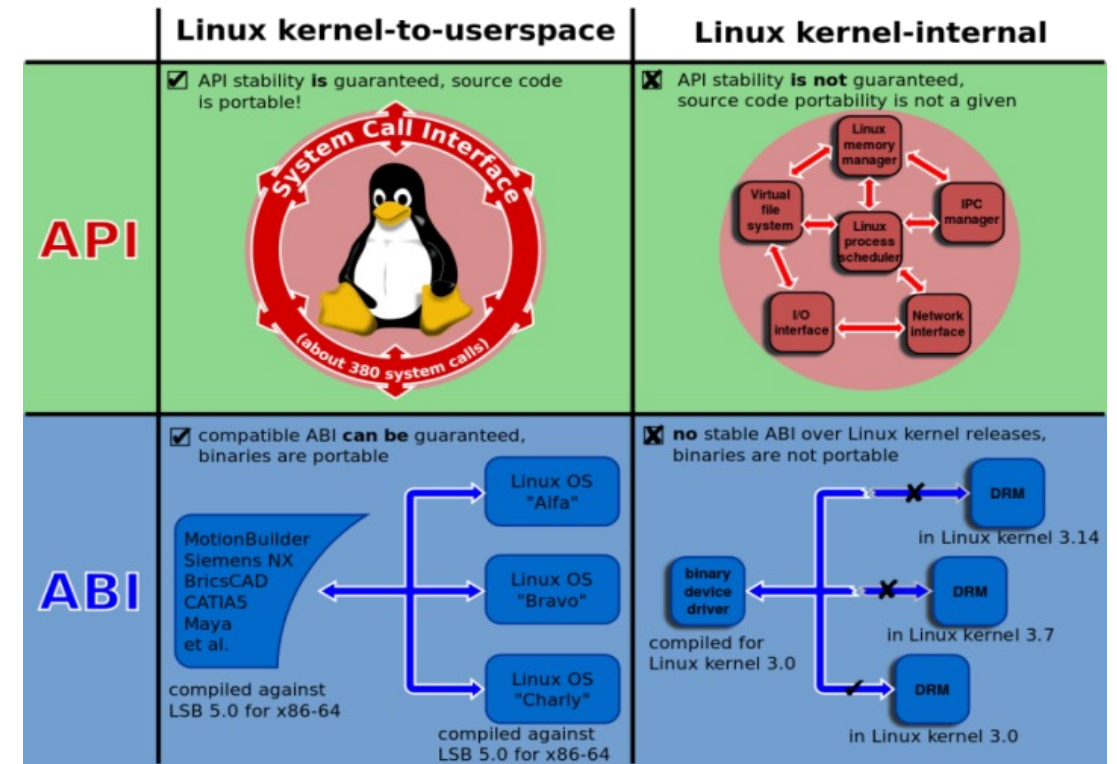 Linux kernel-to-userspace
Linux kernel-internal
API
API stability is guaranteed, source code
is portable!
System Call Interface
(about 380 system calls)
API stability is not guaranteed,
source code portability is not a given
Linux
memory
manager
Virtual
file
system
IPC
manager
Linux
process
scheduler
I/O
interface
Network
interface
ABI
compatible ABI can be guaranteed,
binaries are portable
MotionBuilder
Siemens NX
BricsCAD
CATIA5
Maya
et al.
compiled against
LSB 5.0 for x86-64
Linux OS
"Alfa"
Linux OS
"Bravo"
Linux OS
"Charly"
compiled against
LSB 5.0 for x86-64
no stable ABI over Linux kernel releases,
binaries are not portable
binary
device
driver
compiled for
Linux kernel 3.0
DRM
in Linux kernel 3.14
DRM
in Linux kernel 3.7
DRM
in Linux kernel 3.0